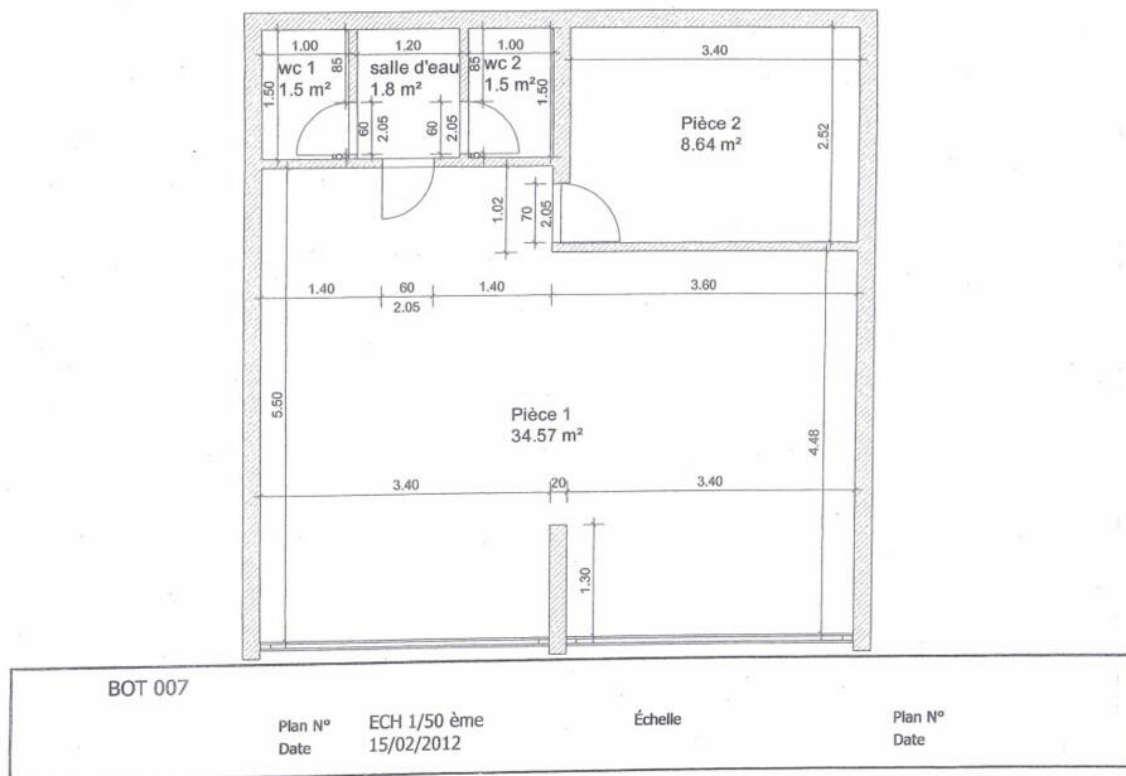 1.00
1.20
1.00
3.40
wc 1
1.5 m²
85
salle d'eau
1.8 m²
85
wc 2
1.5 m²
1.50
1.50
60
2.05
60
2.05
5
5
Pièce 2
8.64 m²
2.52
1.02
70
2.05
1.40
60
2.05
1.40
3.60
5.50
Pièce 1
34.57 m²
4.48
3.40
20
3.40
1.30
BOT 007
Plan N° ECH 1/50 ème Échelle Plan N°
Date 15/02/2012 Date